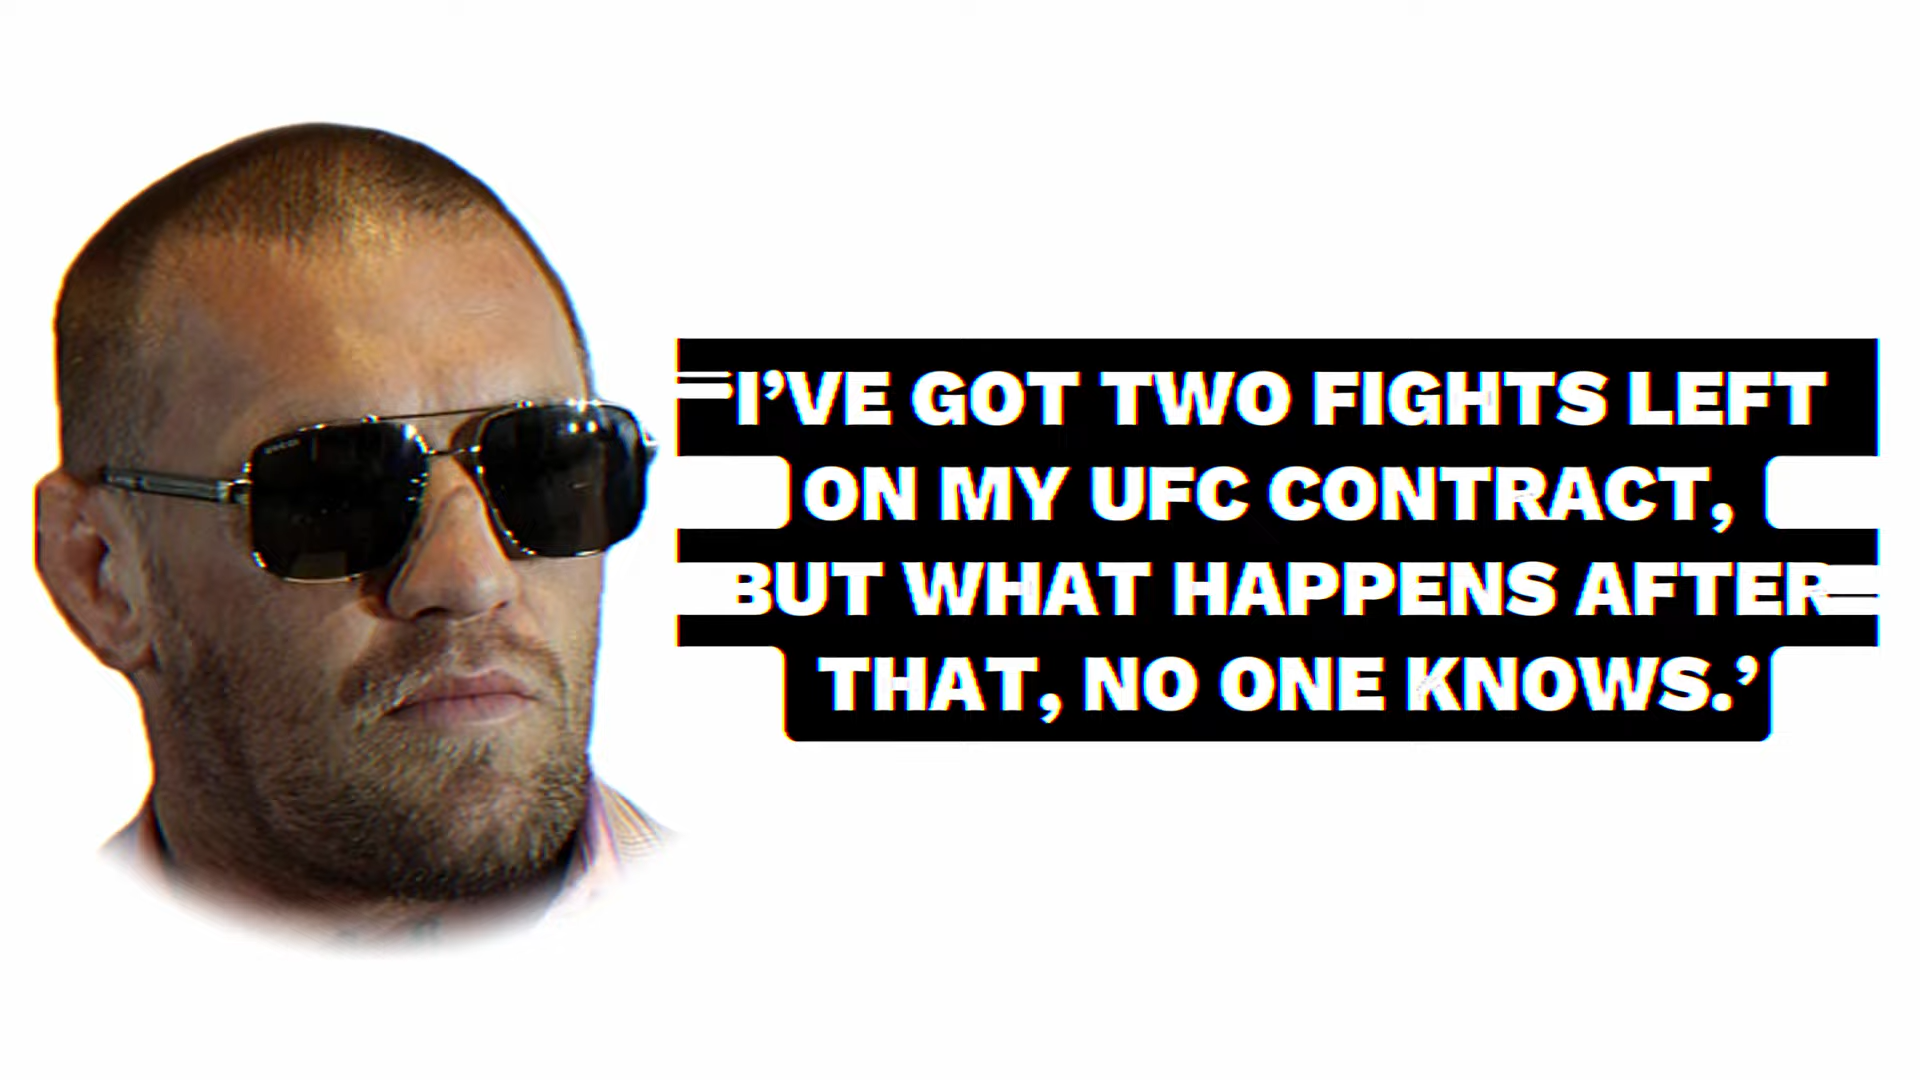 I’VE GOT TWO FIGHTS LEFT
ON MY UFC CONTRACT,
BUT WHAT HAPPENS AFTER
THAT, NO ONE KNOWS.’